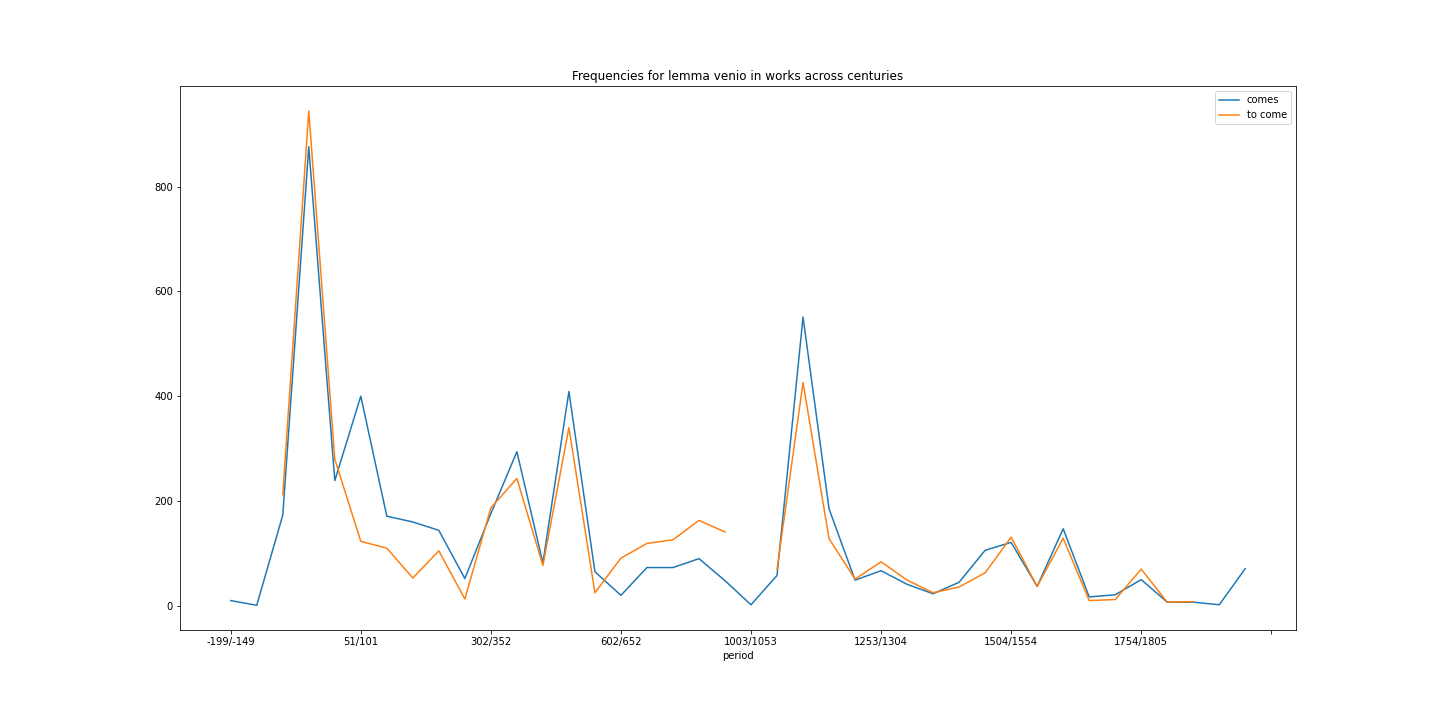 Frequencies for lemma venio in works across centuries
comes
to come
800
600
400
200
0
-199/-149 51/101 302/352 602/652 1003/1053 1253/1304 1504/1554 1754/1805
period